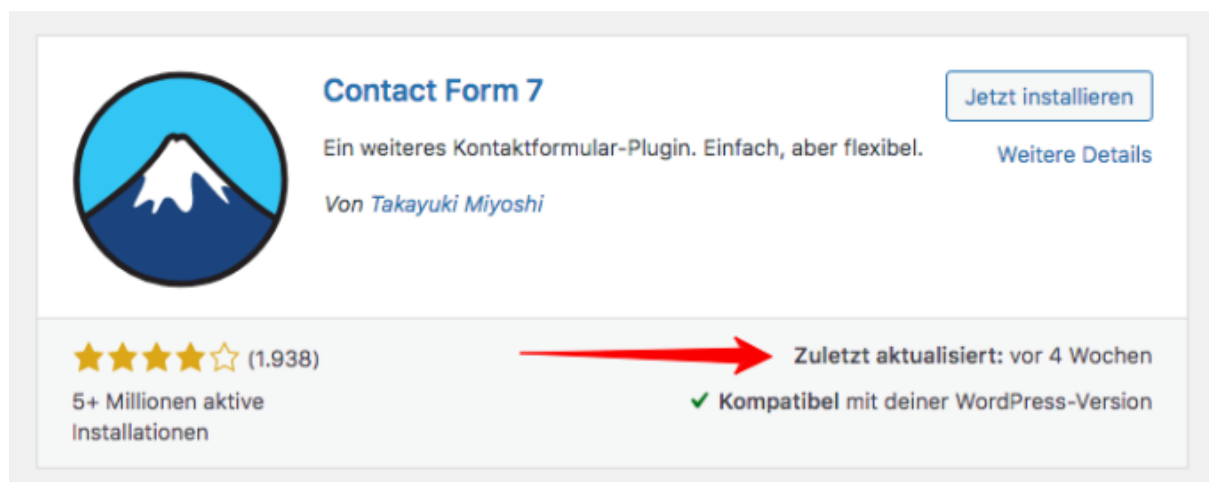 Contact Form 7
Jetzt installieren
Ein weiteres Kontaktformular-Plugin. Einfach, aber flexibel.
Weitere Details
Von Takayuki Miyoshi
(1.938)
Zuletzt aktualisiert: vor 4 Wochen
5+ Millionen aktive
Installationen
✔ Kompatibel mit deiner WordPress-Version